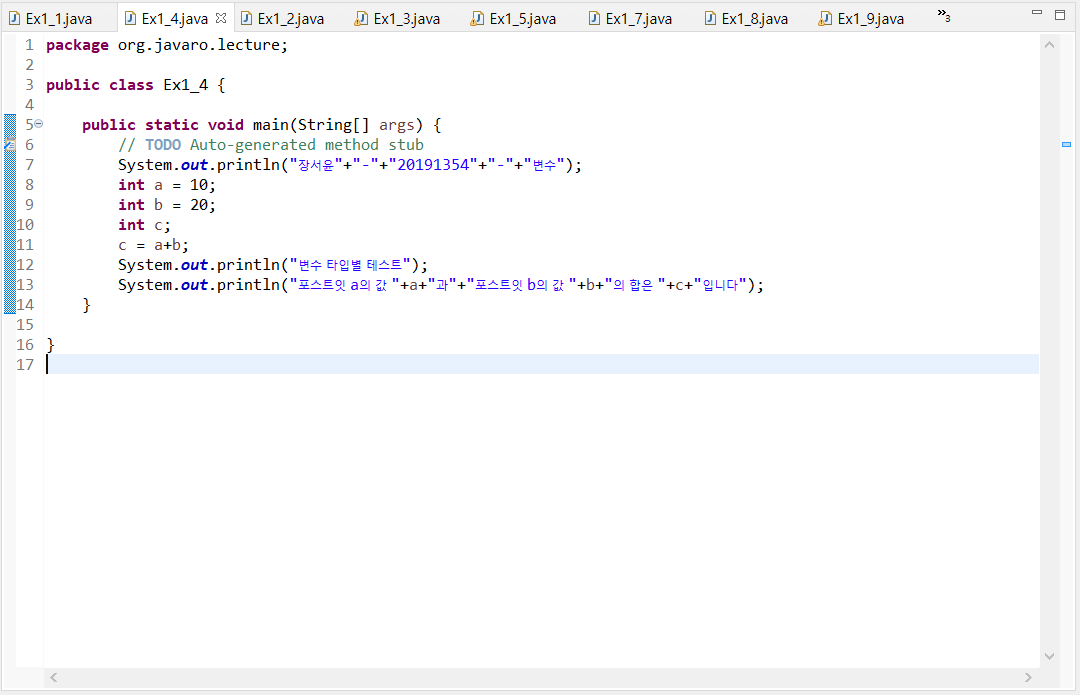 Ex1_1.java Ex1_4.java Ex1_2.java Ex1_3.java Ex1_5.java Ex1_7.java Ex1_8.java Ex1_9.java »3
1 package org.javaro.lecture;
2
3 public class Ex1_4 {
4
5 public static void main(String[] args) {
6 // TODO Auto-generated method stub
7 System.out.println("장서윤"+"-"+"20191354"+"-"+"변수");
8 int a = 10;
9 int b = 20;
10 int c;
11 c = a+b;
12 System.out.println("변수 타입별 테스트");
13 System.out.println("포스트잇 a의 값 "+a+"과"+"포스트잇 b의 값 "+b+"의 합은 "+c+"입니다");
14 }
15
16 }
17